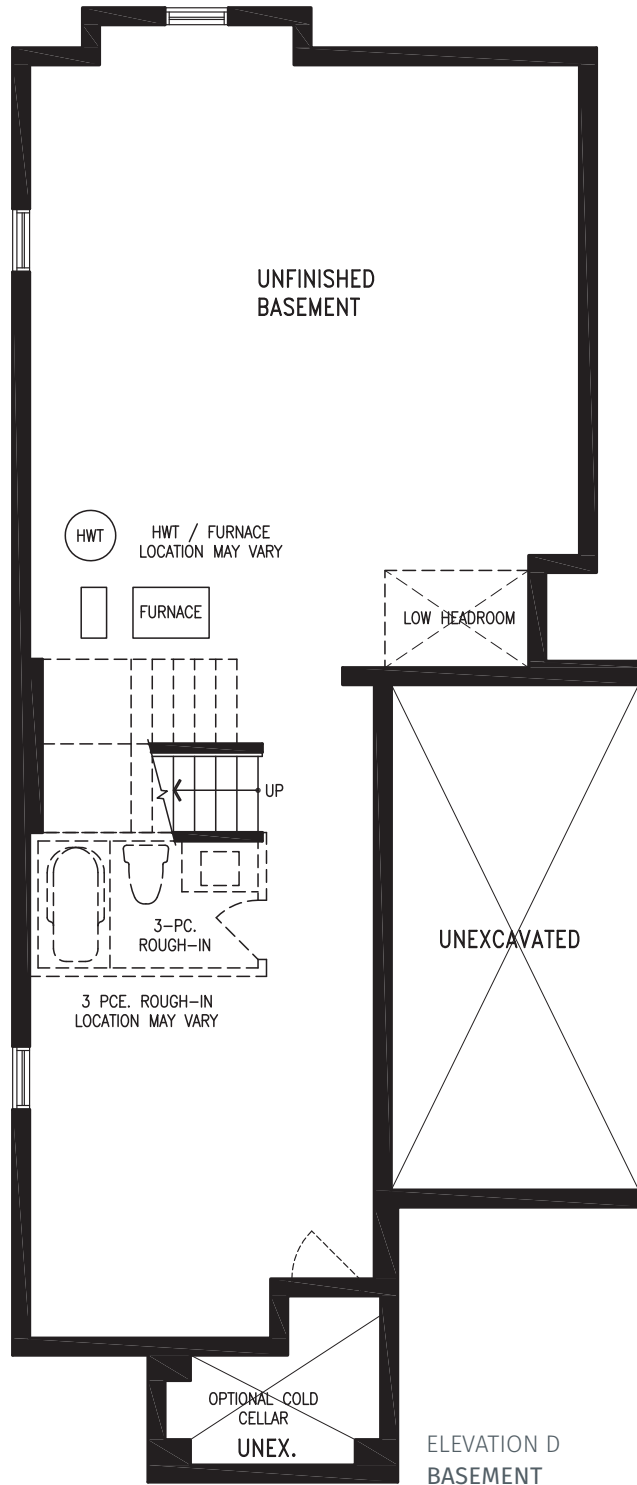 UNFINISHED
BASEMENT
HWT
HWT / FURNACE
LOCATION MAY VARY
FURNACE
LOW HEADROOM
UP
3-PC.
ROUGH-IN
UNEXCAVATED
3 PCE. ROUGH-IN
LOCATION MAY VARY
OPTIONAL COLD
CELLAR
UNEX.
ELEVATION D
BASEMENT